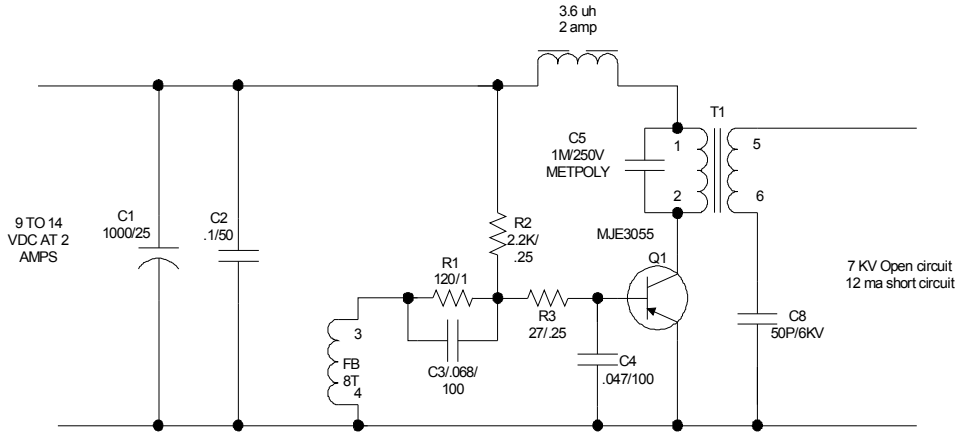 3.6 uh
2 amp
T1
C5
1M/250V
METPOLY
1
2
5
6
9 TO 14
VDC AT 2
AMPS
C1
1000/25
C2
.1/50
R2
2.2K/
.25
MJE3055
Q1
R1
120/1
R3
27/.25
7 KV Open circuit
12 ma short circuit
3
FB
8T
4
C3/.068/
100
C4
.047/100
C8
50P/6KV